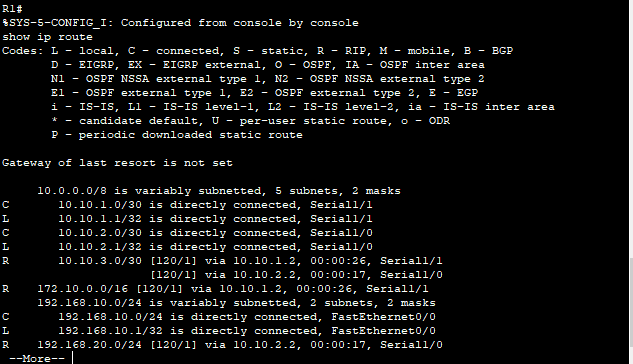 R1#
%SYS-5-CONFIG_I: Configured from console by console
show ip route
Codes: L - local, C - connected, S - static, R - RIP, M - mobile, B - BGP
       D - EIGRP, EX - EIGRP external, O - OSPF, IA - OSPF inter area
       N1 - OSPF NSSA external type 1, N2 - OSPF NSSA external type 2
       E1 - OSPF external type 1, E2 - OSPF external type 2, E - EGP
       i - IS-IS, L1 - IS-IS level-1, L2 - IS-IS level-2, ia - IS-IS inter area
       * - candidate default, U - per-user static route, o - ODR
       P - periodic downloaded static route

Gateway of last resort is not set

     10.0.0.0/8 is variably subnetted, 5 subnets, 2 masks
C       10.10.1.0/30 is directly connected, Serial1/1
L       10.10.1.1/32 is directly connected, Serial1/1
C       10.10.2.0/30 is directly connected, Serial1/0
L       10.10.2.1/32 is directly connected, Serial1/0
R       10.10.3.0/30 [120/1] via 10.10.1.2, 00:00:26, Serial1/1
                     [120/1] via 10.10.2.2, 00:00:17, Serial1/0
R    172.10.0.0/16 [120/1] via 10.10.1.2, 00:00:26, Serial1/1
     192.168.10.0/24 is variably subnetted, 2 subnets, 2 masks
C       192.168.10.0/24 is directly connected, FastEthernet0/0
L       192.168.10.1/32 is directly connected, FastEthernet0/0
R    192.168.20.0/24 [120/1] via 10.10.2.2, 00:00:17, Serial1/0
 --More--